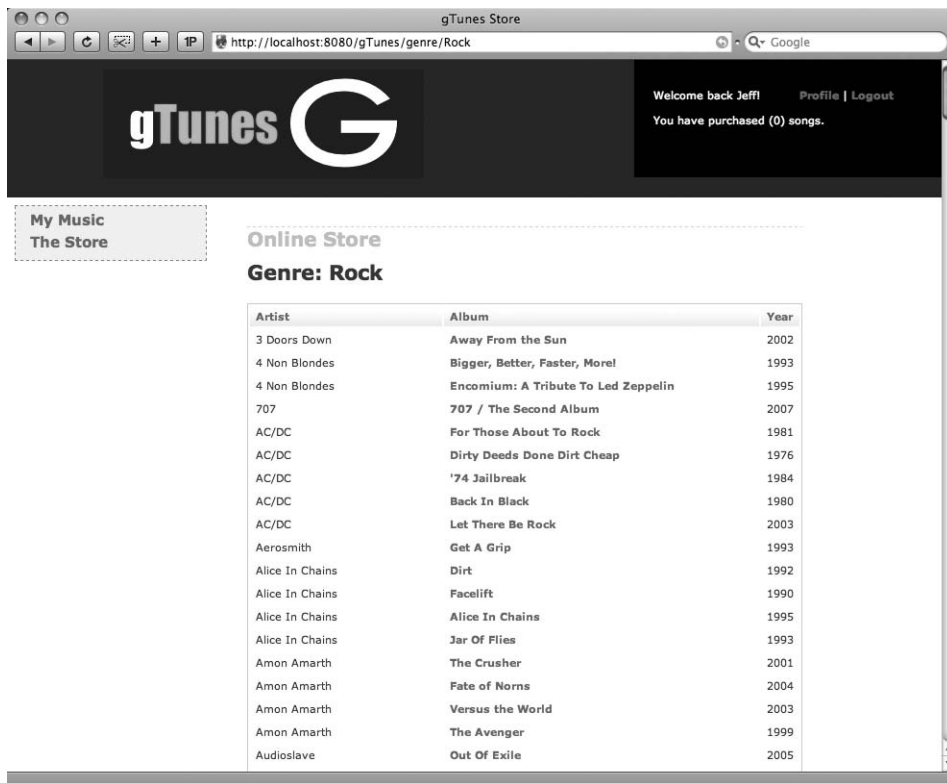 gTunes Store
1P http://localhost:8080/gTunes/genre/Rock Google
gTunes G
Welcome back Jeff! Profile | Logout
You have purchased (0) songs.
My Music
The Store
Online Store
Genre: Rock
Artist Album Year
3 Doors Down Away From the Sun 2002
4 Non Blondes Bigger, Better, Faster, More! 1993
4 Non Blondes Encomium: A Tribute To Led Zeppelin 1995
707 707 / The Second Album 2007
AC/DC For Those About To Rock 1981
AC/DC Dirty Deeds Done Dirt Cheap 1976
AC/DC '74 Jailbreak 1984
AC/DC Back In Black 1980
AC/DC Let There Be Rock 2003
Aerosmith Get A Grip 1993
Alice In Chains Dirt 1992
Alice In Chains Facelift 1990
Alice In Chains Alice In Chains 1995
Alice In Chains Jar Of Flies 1993
Amon Amarth The Crusher 2001
Amon Amarth Fate of Norns 2004
Amon Amarth Versus the World 2003
Amon Amarth The Avenger 1999
Audioslave Out Of Exile 2005